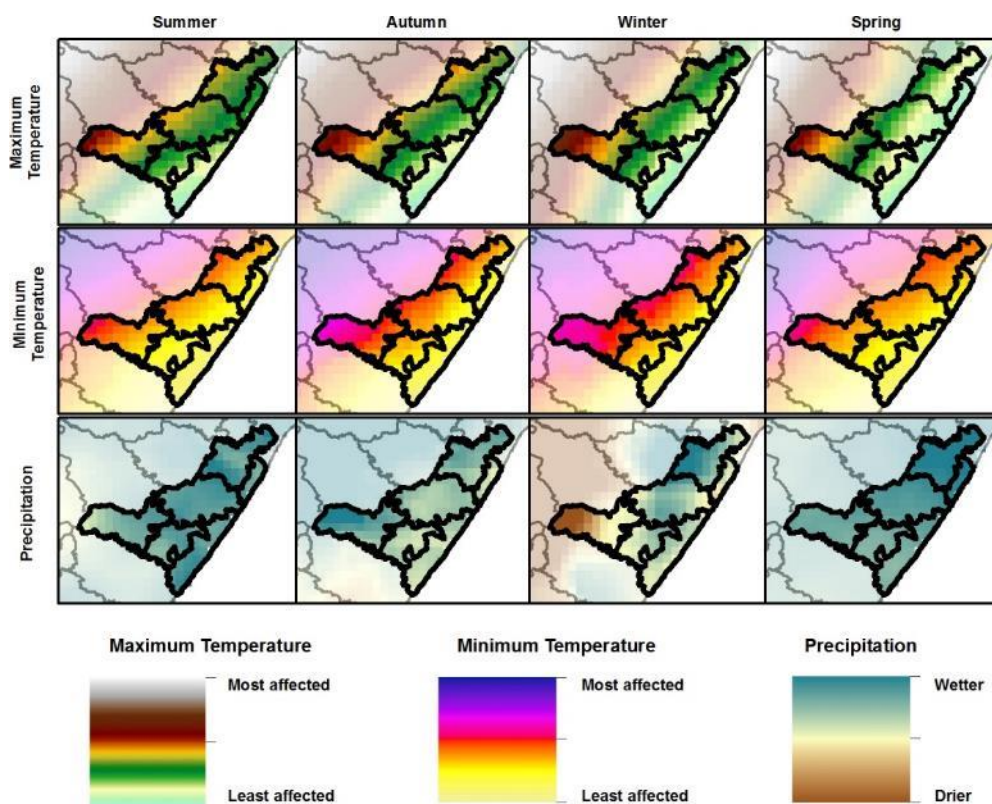 Summer
Autumn
Winter
Spring
Maximum
Temperature
Minimum
Temperature
Precipitation
Maximum Temperature
Most affected
Least affected
Minimum Temperature
Most affected
Least affected
Precipitation
Wetter
Drier